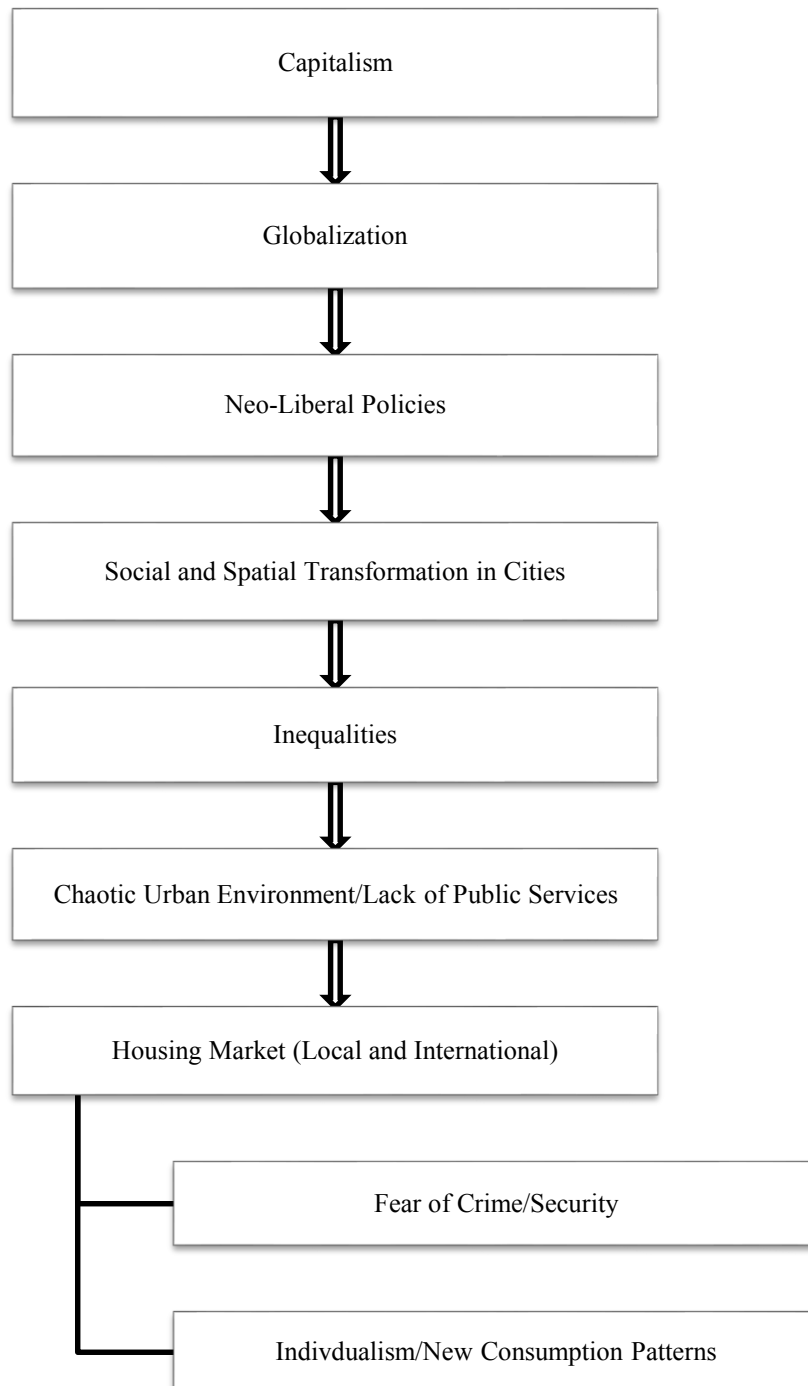 Capitalism
Globalization
Neo-Liberal Policies
Social and Spatial Transformation in Cities
Inequalities
Chaotic Urban Environment/Lack of Public Services
Housing Market (Local and International)
Fear of Crime/Security
Indivdualism/New Consumption Patterns